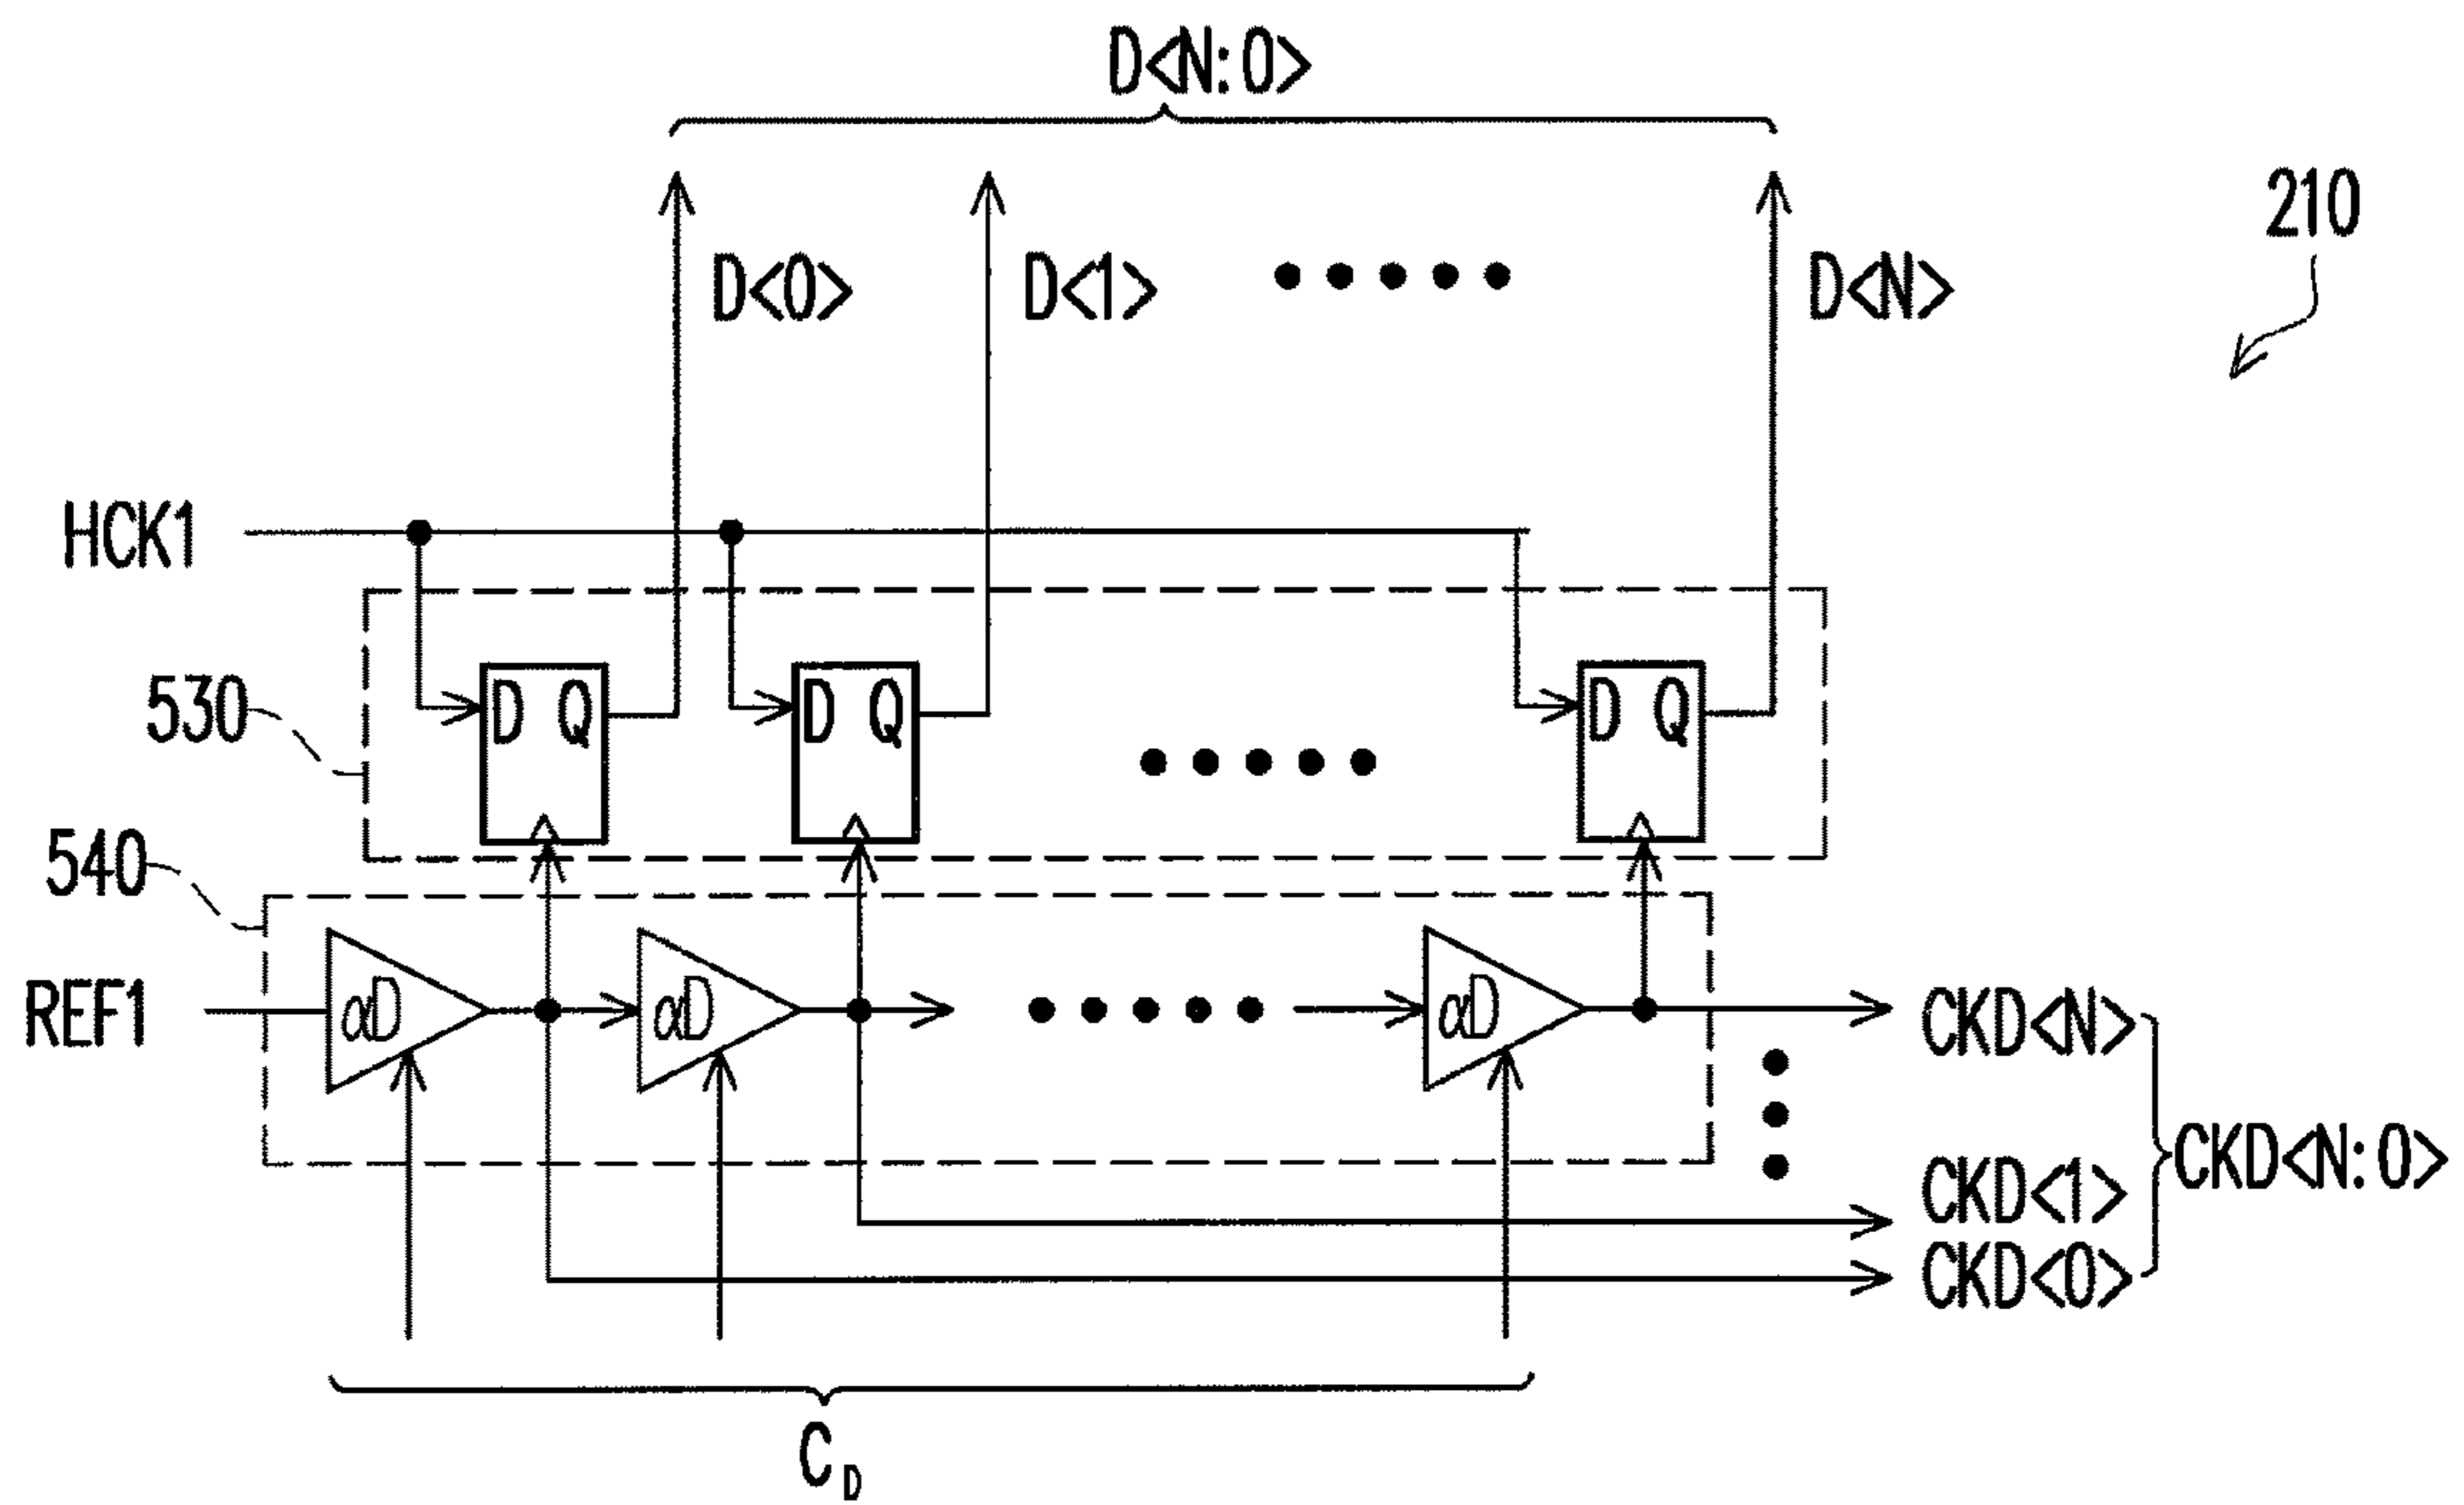 D<N:0>
210
D<0>
D<1>
D<N>
HCK1
530
D Q
D Q
D Q
540
REF1
αD
αD
αD
CKD<N>
CKD<1>
CKD<0>
CKD<N:0>
C_D